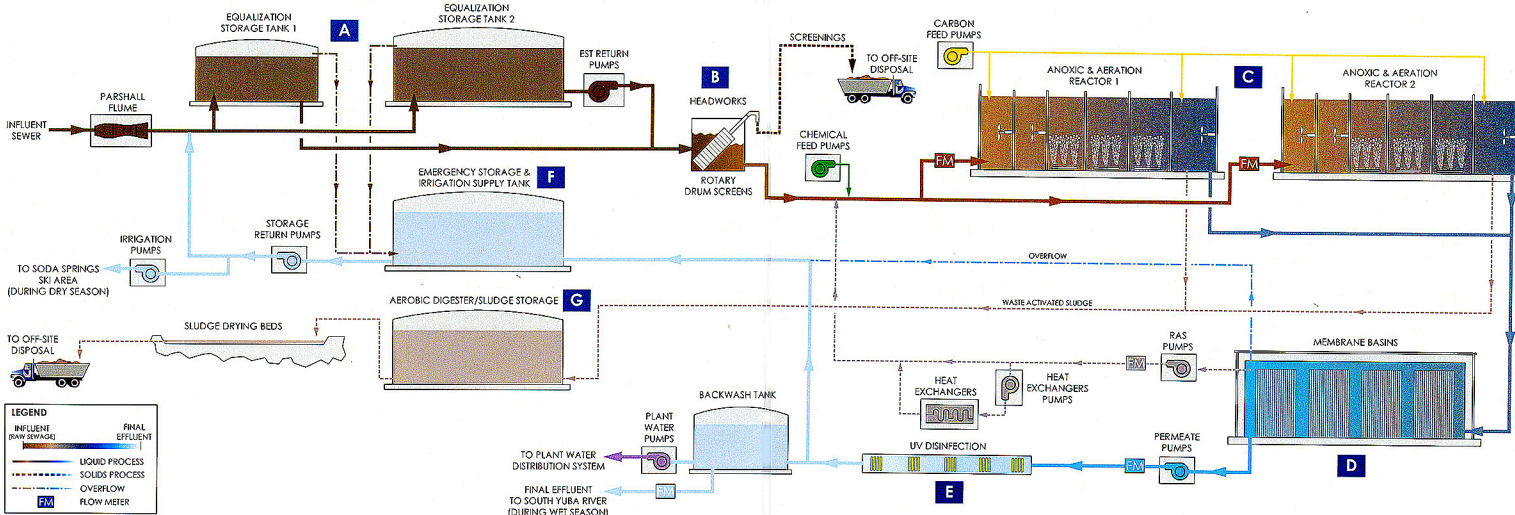 EQUALIZATION
STORAGE TANK 1
A
EQUALIZATION
STORAGE TANK 2
EST RETURN
PUMPS
PARSHALL
FLUME
INFLUENT
SEWER
B
HEADWORKS
SCREENINGS
TO OFF-SITE
DISPOSAL
ROTARY
DRUM SCREENS
CHEMICAL
FEED PUMPS
CARBON
FEED PUMPS
ANOXIC & AERATION
REACTOR 1
C
ANOXIC & AERATION
REACTOR 2
FM
FM
EMERGENCY STORAGE &
IRRIGATION SUPPLY TANK
F
STORAGE
RETURN PUMPS
IRRIGATION
PUMPS
TO SODA SPRINGS
SKI AREA
(DURING DRY SEASON)
OVERFLOW
AEROBIC DIGESTER/SLUDGE STORAGE
G
WASTE ACTIVATED SLUDGE
SLUDGE DRYING BEDS
TO OFF-SITE
DISPOSAL
RAS
PUMPS
FM
HEAT
EXCHANGERS
HEAT
EXCHANGERS
PUMPS
MEMBRANE BASINS
D
PERMEATE
PUMPS
FM
UV DISINFECTION
E
BACKWASH TANK
PLANT
WATER
PUMPS
TO PLANT WATER
DISTRIBUTION SYSTEM
FM
FINAL EFFLUENT
TO SOUTH YUBA RIVER
(DURING WET SEASON)
LEGEND
INFLUENT
(RAW SEWAGE)
FINAL
EFFLUENT
LIQUID PROCESS
SOLIDS PROCESS
OVERFLOW
FM
FLOW METER